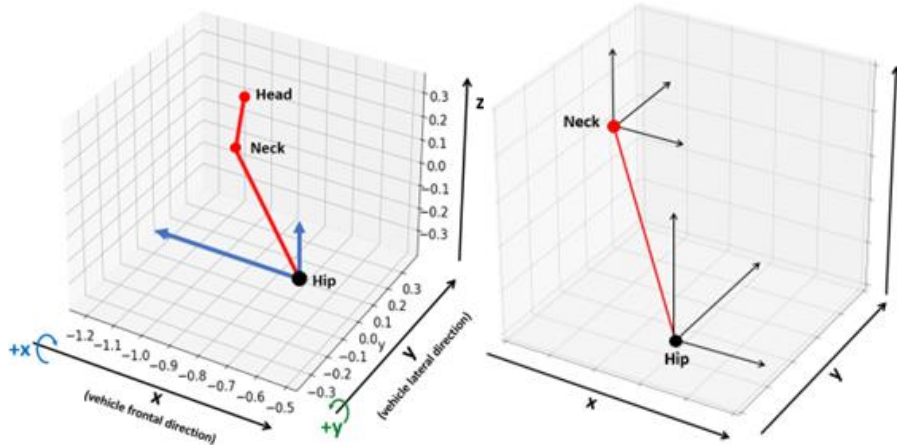 Head
Neck
Hip
z
0.3
0.2
0.1
0.0
−0.1
−0.2
−0.3
0.3
0.2
0.1
0.0
−0.1
−0.2
−0.3
y
−1.2
−1.1
−1.0
−0.9
−0.8
−0.7
−0.6
−0.5
+x
x
(vehicle frontal direction)
+y
y
(vehicle lateral direction)
Neck
Hip
x
y